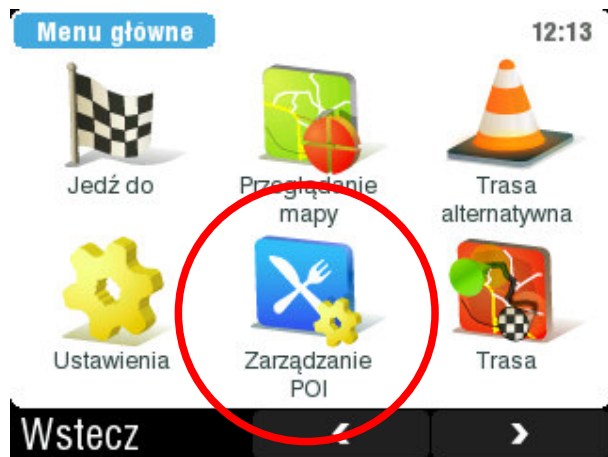 Menu główne
12:13
Jedź do
Przeglądanie
mapy
Trasa
alternatywna
Ustawienia
Zarządzanie
POI
Trasa
Wstecz